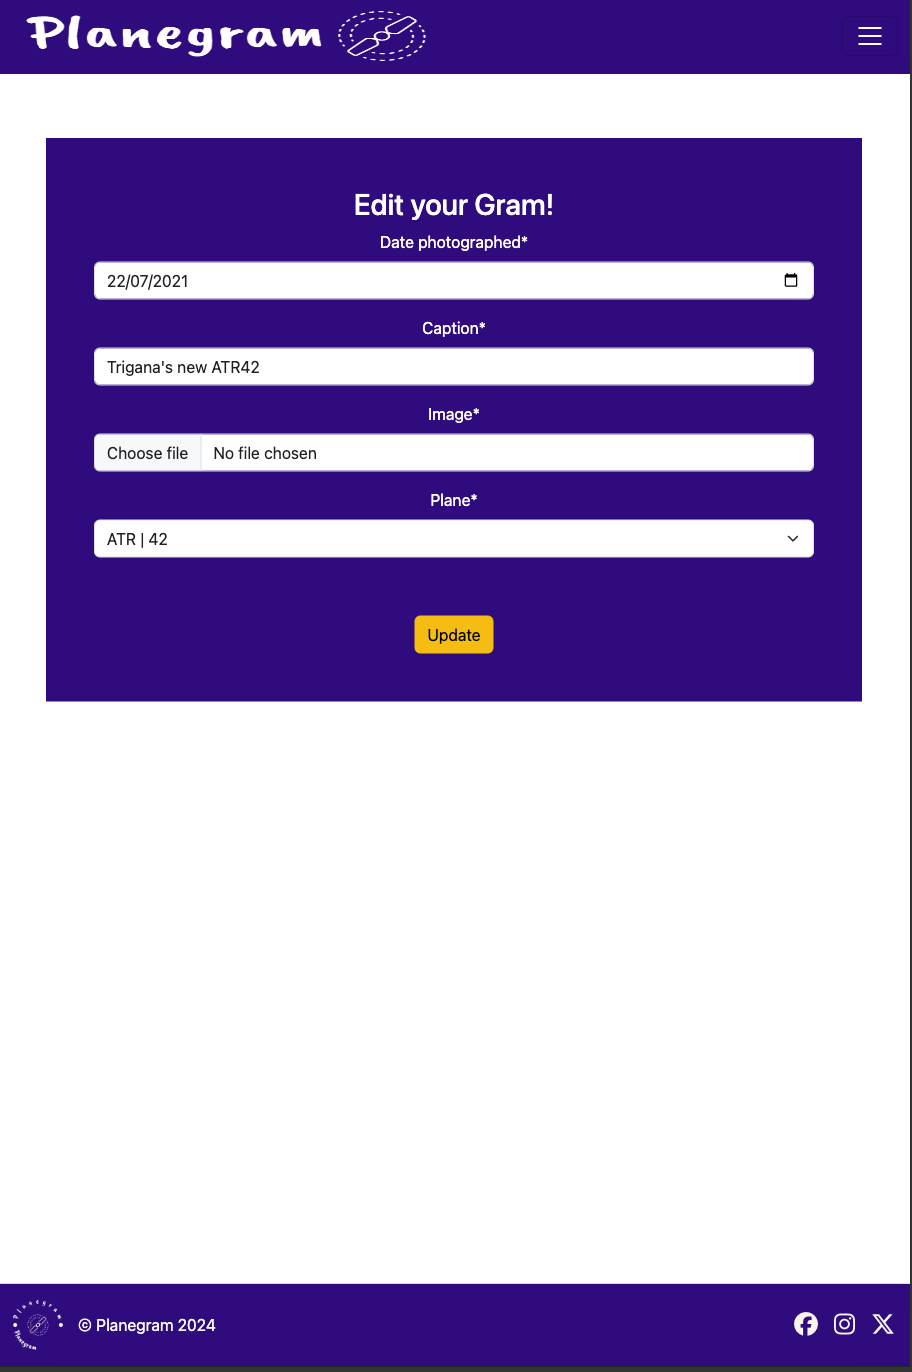 Planegram
Edit your Gram!
Date photographed*
22/07/2021
Caption*
Trigana's new ATR42
Image*
Choose file No file chosen
Plane*
ATR | 42
Update
Planegram
Planegram
© Planegram 2024